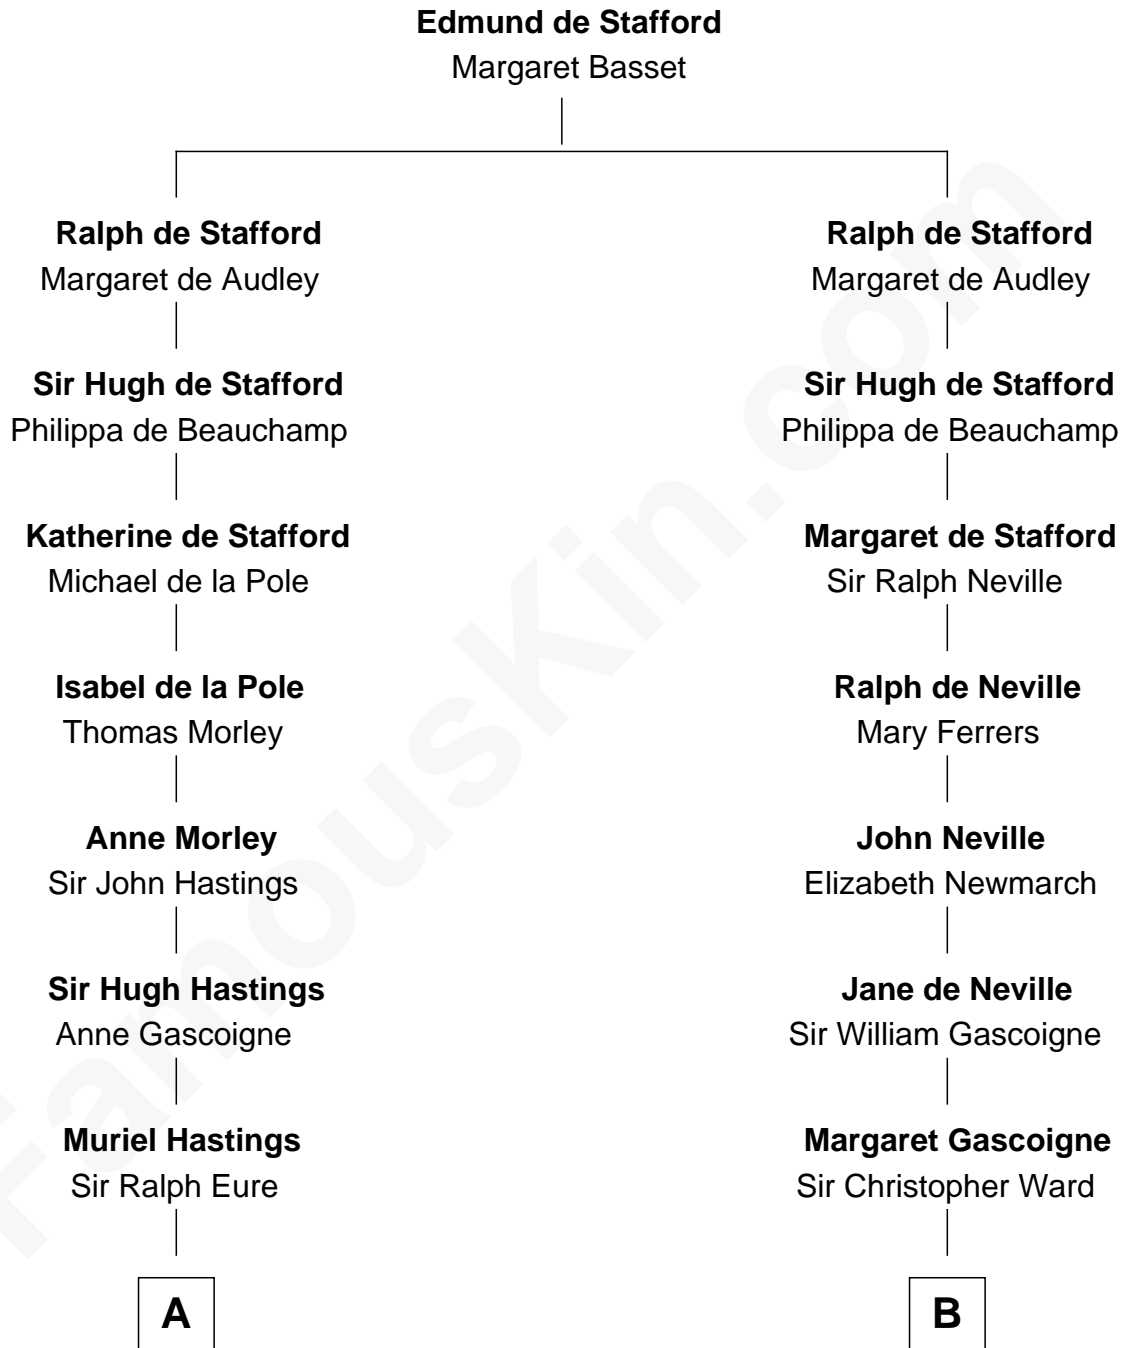 Edmund de Stafford
Margaret Basset
Ralph de Stafford
Margaret de Audley
Sir Hugh de Stafford
Philippa de Beauchamp
Katherine de Stafford
Michael de la Pole
Isabel de la Pole
Thomas Morley
Anne Morley
Sir John Hastings
Sir Hugh Hastings
Anne Gascoigne
Muriel Hastings
Sir Ralph Eure
A
Ralph de Stafford
Margaret de Audley
Sir Hugh de Stafford
Philippa de Beauchamp
Margaret de Stafford
Sir Ralph Neville
Ralph de Neville
Mary Ferrers
John Neville
Elizabeth Newmarch
Jane de Neville
Sir William Gascoigne
Margaret Gascoigne
Sir Christopher Ward
B
FamousKin.com